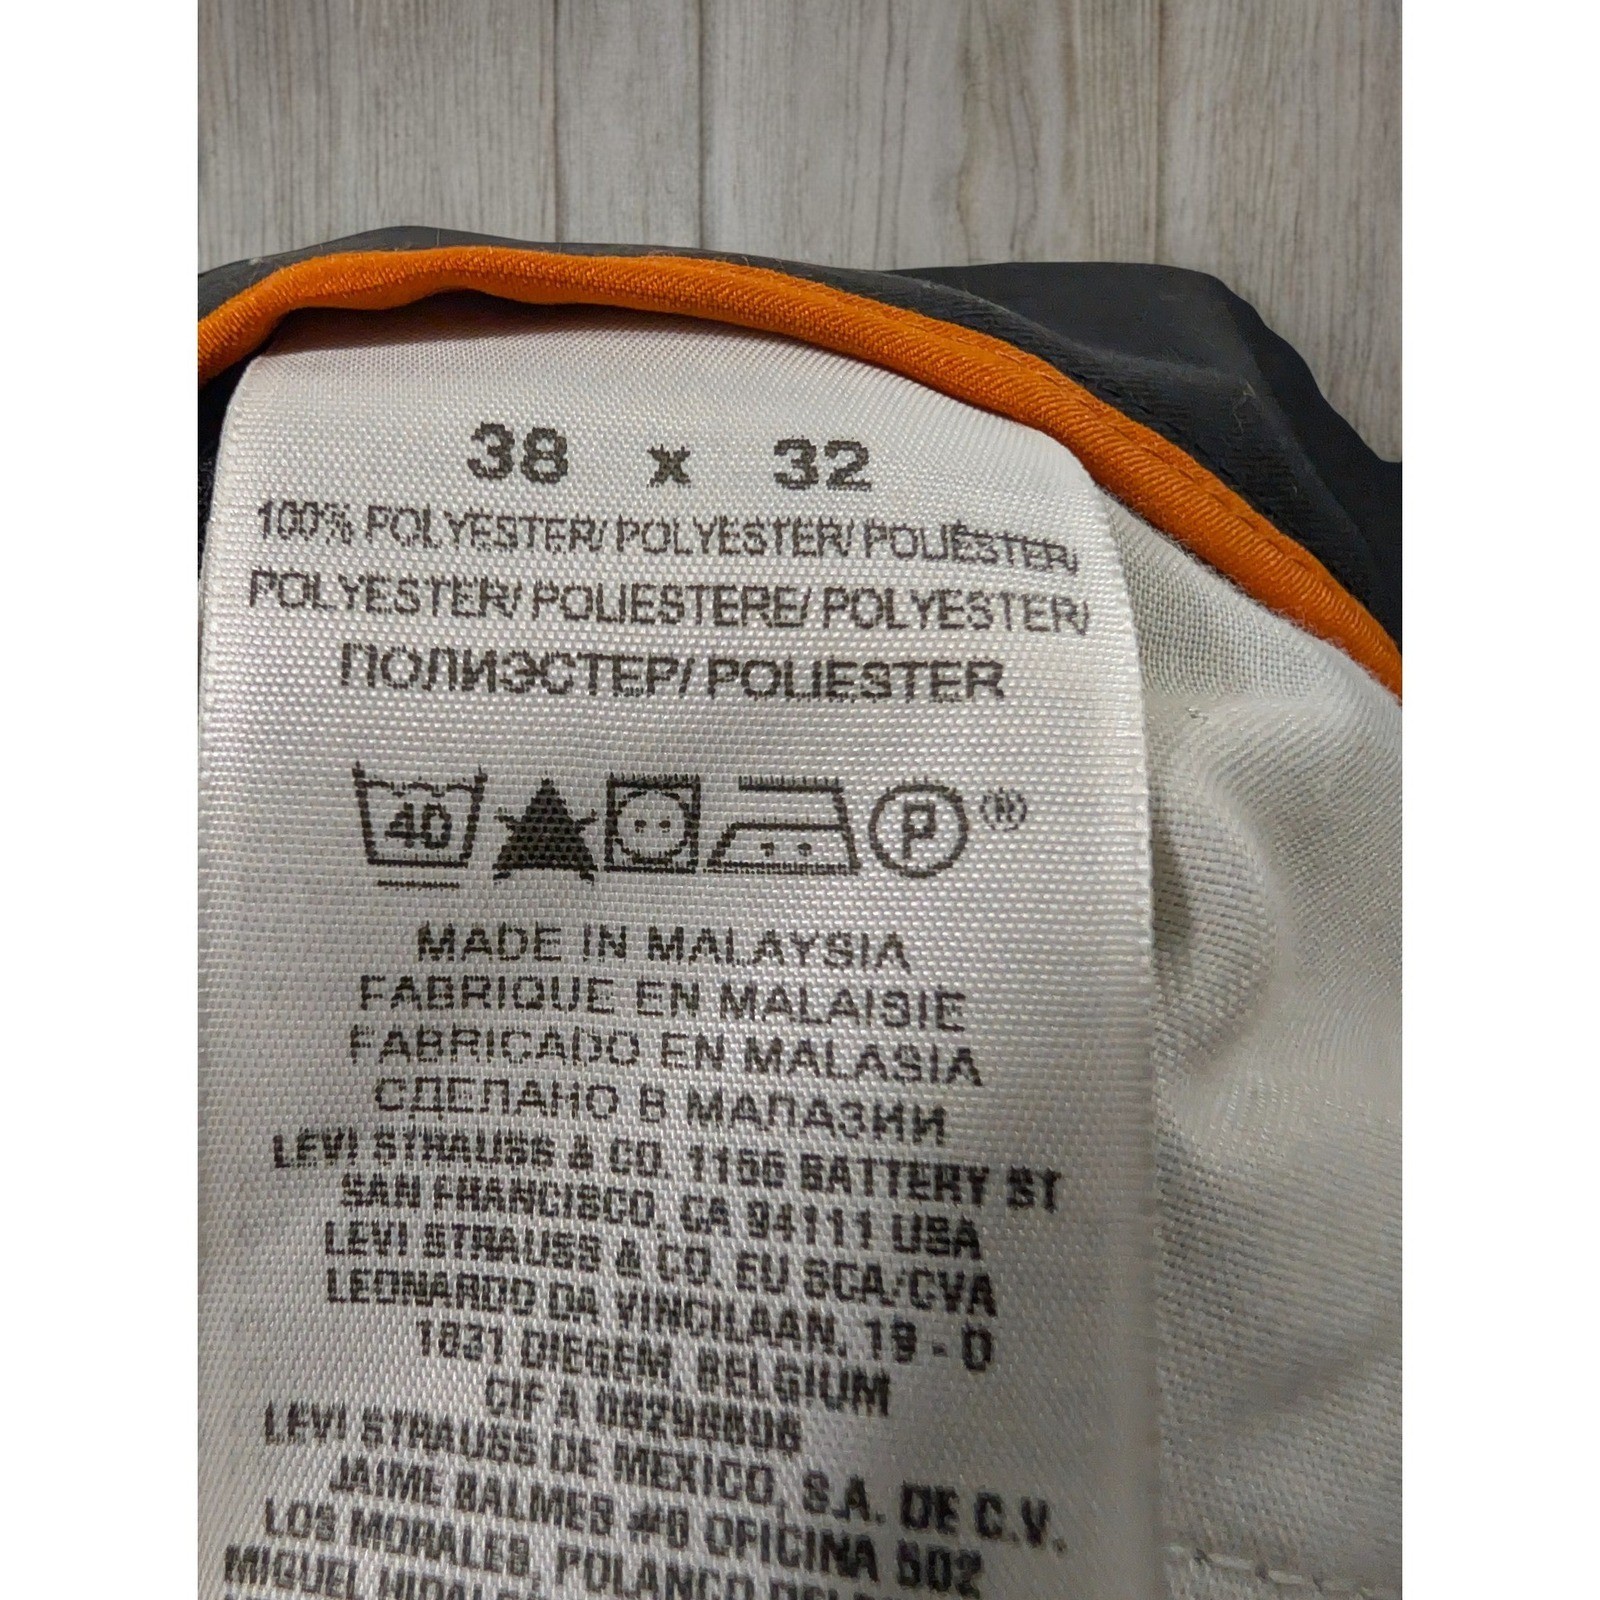 38 x 32
100% POLYESTER/ POLYESTER/ POLIÉSTER/
POLYESTER/ POLIESTERE/ POLYESTER/
ПОЛИЭСТЕР/ POLIESTER
40 P (R)
MADE IN MALAYSIA
FABRIQUE EN MALAISIE
FABRICADO EN MALASIA
СДЕЛАНО В МАЛАЗИИ
LEVI STRAUSS & CO. 1155 BATTERY ST
SAN FRANCISCO, CA 94111 USA
LEVI STRAUSS & CO. EU SCA/CVA
LEONARDO DA VINCILAAN, 19 - D
1831 DIEGEM, BELGIUM
CIF A
LEVI STRAUSS DE MEXICO, S.A. DE C.V.
JAIME BALMES #8 OFICINA 502
LOS MORALES, POLANCO
MIGUEL